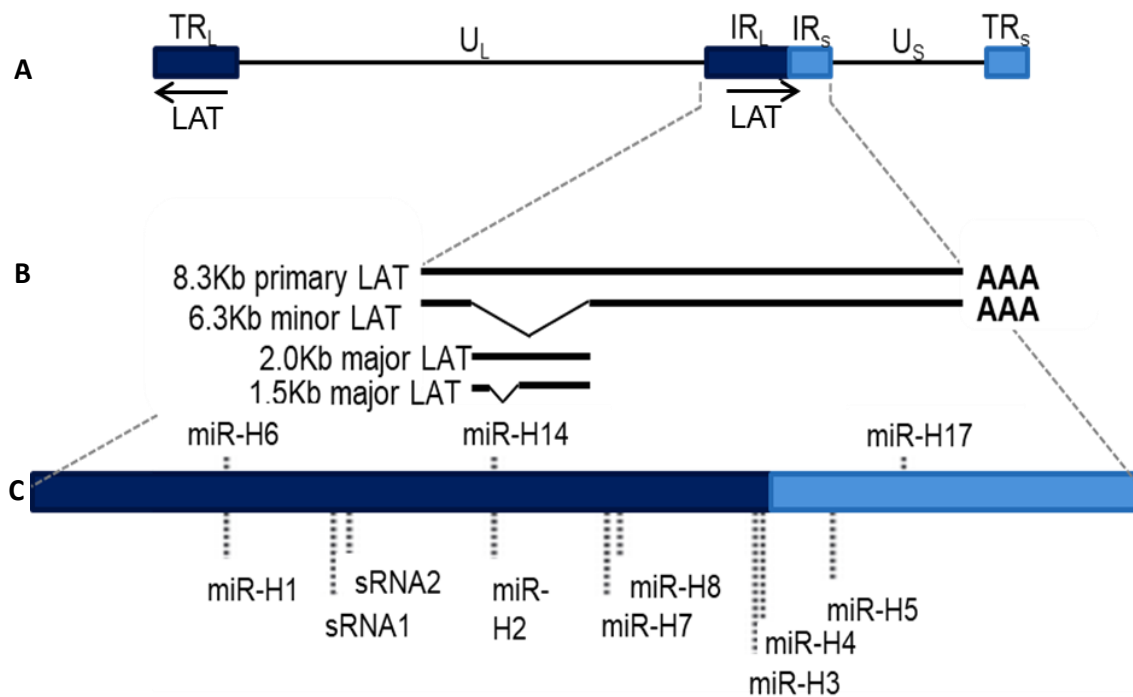 TRL UL IRL IRs US TRs
A
LAT LAT
B
8.3Kb primary LAT AAA
6.3Kb minor LAT AAA
2.0Kb major LAT
1.5Kb major LAT
miR-H6 miR-H14 miR-H17
C
miR-H1 sRNA2 miR- miR-H8 miR-H5
sRNA1 H2 miR-H7 miR-H4
miR-H3